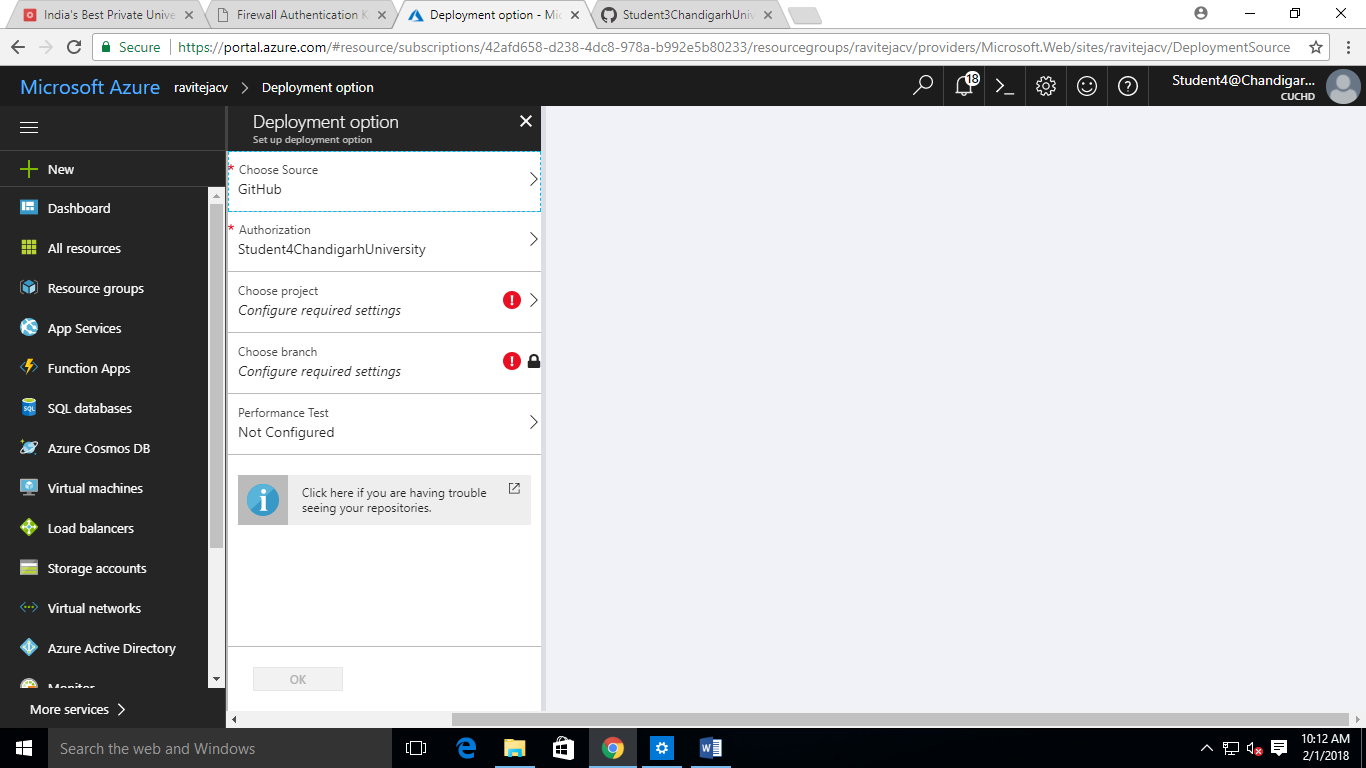 India's Best Private Unive
Firewall Authentication K
Deployment option - Mic
Student3ChandigarhUniv
Secure
https://portal.azure.com/#resource/subscriptions/42afd658-d238-4dc8-978a-b992e5b80233/resourcegroups/ravitejacv/providers/Microsoft.Web/sites/ravitejacv/DeploymentSource
Microsoft Azure
ravitejacv
Deployment option
18
Student4@Chandigar...
CUCHD
New
Dashboard
All resources
Resource groups
App Services
Function Apps
SQL databases
Azure Cosmos DB
Virtual machines
Load balancers
Storage accounts
Virtual networks
Azure Active Directory
Monitor
More services
Deployment option
Set up deployment option
* Choose Source
GitHub
* Authorization
Student4ChandigarhUniversity
Choose project
Configure required settings
Choose branch
Configure required settings
Performance Test
Not Configured
Click here if you are having trouble
seeing your repositories.
OK
Search the web and Windows
10:12 AM
2/1/2018